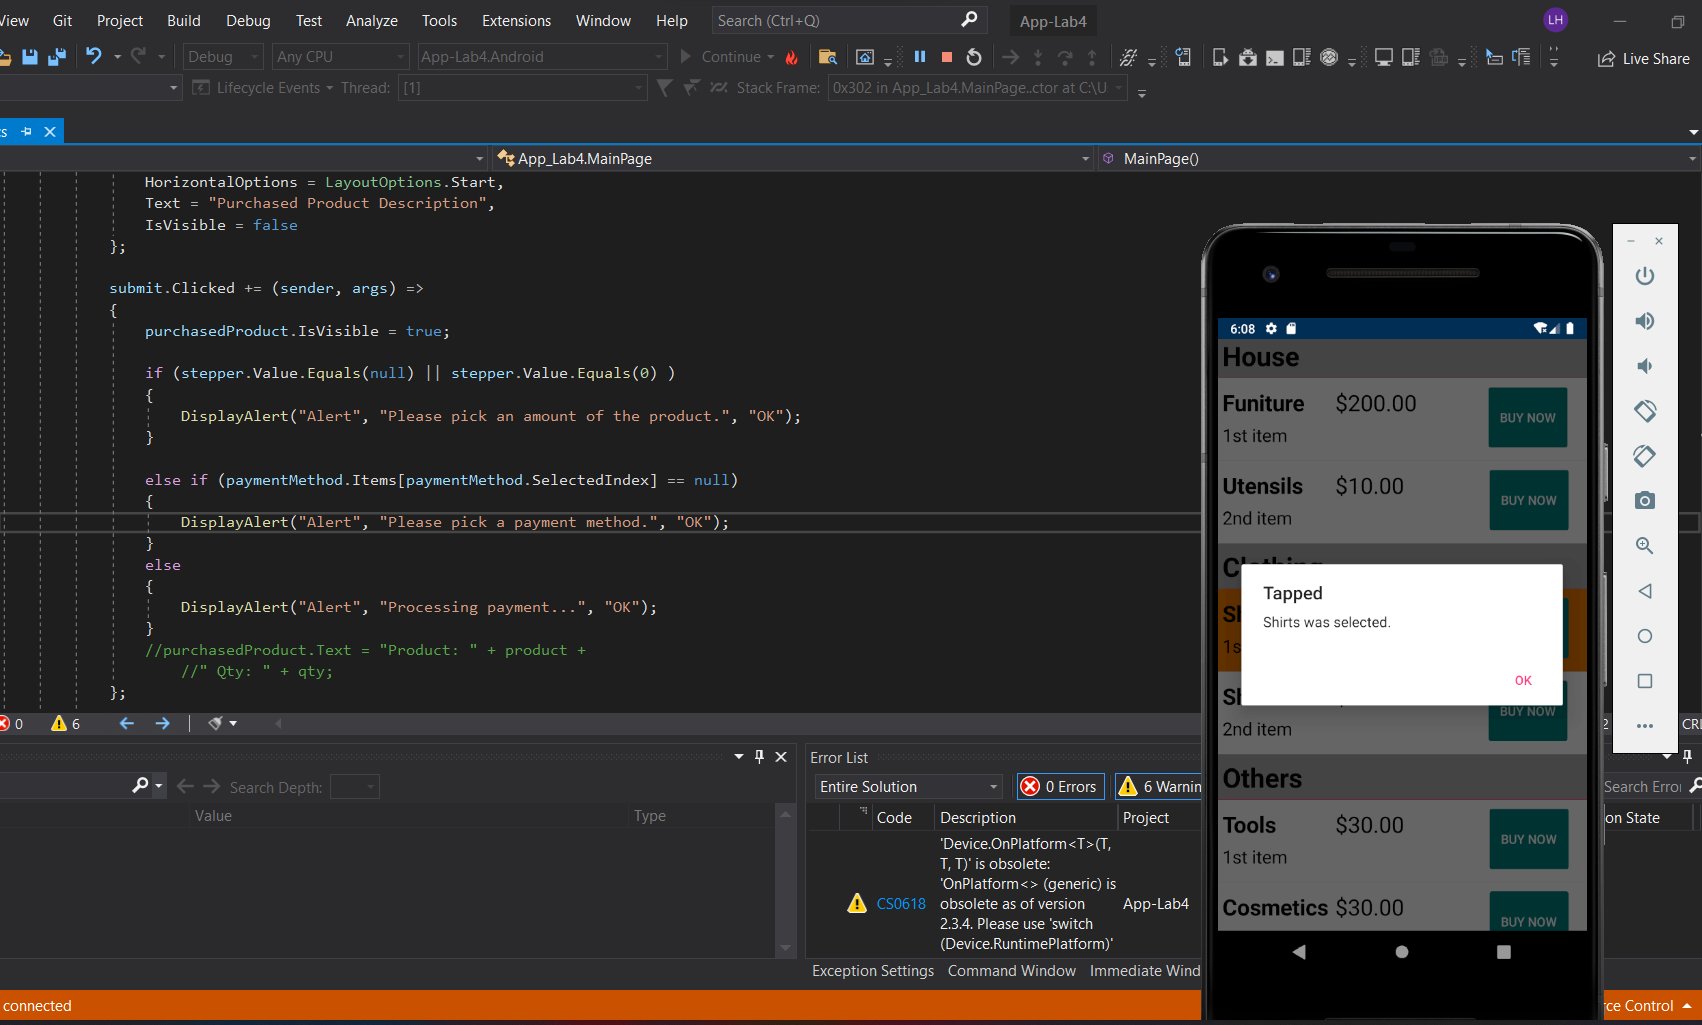 View Git Project Build Debug Test Analyze Tools Extensions Window Help Search (Ctrl+Q) App-Lab4 LH
Debug Any CPU App-Lab4.Android Continue Live Share
Lifecycle Events Thread: [1] Stack Frame: 0x302 in App_Lab4.MainPage..ctor at C:\U
cs
App_Lab4.MainPage MainPage()
HorizontalOptions = LayoutOptions.Start,
Text = "Purchased Product Description",
IsVisible = false
};
submit.Clicked += (sender, args) =>
{
purchasedProduct.IsVisible = true;
if (stepper.Value.Equals(null) || stepper.Value.Equals(0) )
{
DisplayAlert("Alert", "Please pick an amount of the product.", "OK");
}
else if (paymentMethod.Items[paymentMethod.SelectedIndex] == null)
{
DisplayAlert("Alert", "Please pick a payment method.", "OK");
}
else
{
DisplayAlert("Alert", "Processing payment...", "OK");
}
//purchasedProduct.Text = "Product: " + product +
//" Qty: " + qty;
};
0 6
2 CRL
Search Depth:
Value Type
Error List
Entire Solution 0 Errors 6 Warnin
Search Erro
Code Description Project
on State
'Device.OnPlatform<T>(T,
T, T)' is obsolete:
'OnPlatform<> (generic) is
CS0618 obsolete as of version App-Lab4
2.3.4. Please use 'switch
(Device.RuntimePlatform)'
Exception Settings Command Window Immediate Wind
connected
rce Control
6:08
House
Funiture $200.00
1st item
BUY NOW
Utensils $10.00
2nd item
BUY NOW
Clothing
Sh
1s
Tapped
Shirts was selected.
OK
Sh
2nd item
BUY NOW
Others
Tools $30.00
1st item
BUY NOW
Cosmetics $30.00
BUY NOW